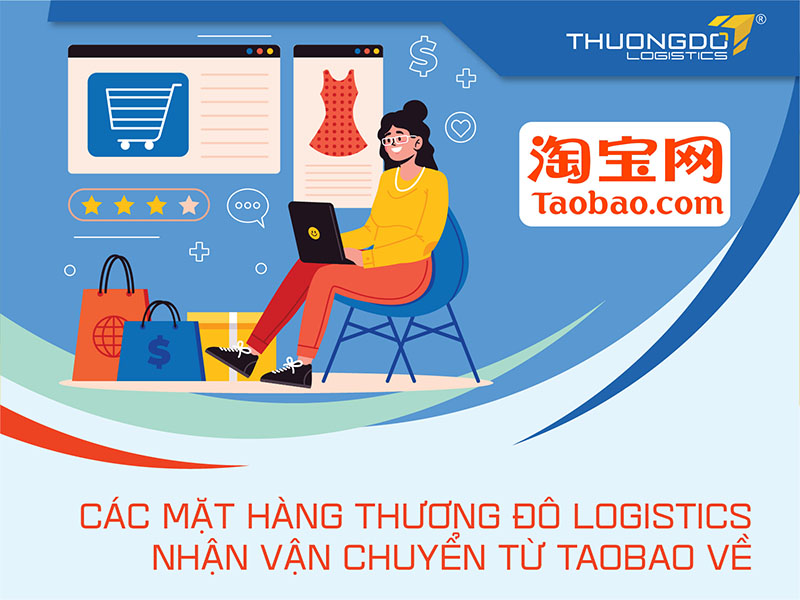 THUONGDO ®
LOGISTICS
淘宝网
Taobao.com
$
$
CÁC MẶT HÀNG THƯƠNG ĐÔ LOGISTICS
NHẬN VẬN CHUYỂN TỪ TAOBAO VỀ